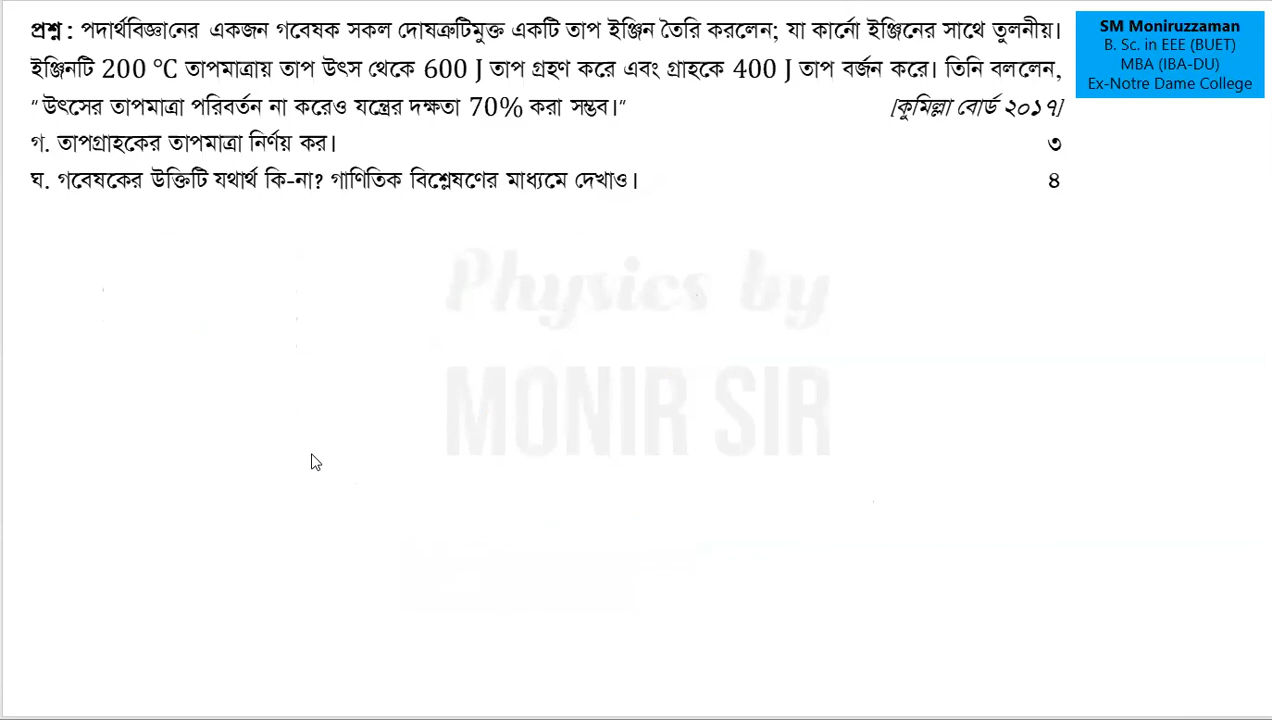 প্রশ্ন : পদার্থবিজ্ঞানের একজন গবেষক সকল দোষত্রুটিমুক্ত একটি তাপ ইঞ্জিন তৈরি করলেন; যা কার্নো ইঞ্জিনের সাথে তুলনীয়।
ইঞ্জিনটি 200 °C তাপমাত্রায় তাপ উৎস থেকে 600 J তাপ গ্রহণ করে এবং গ্রাহকে 400 J তাপ বর্জন করে। তিনি বললেন,
“উৎসের তাপমাত্রা পরিবর্তন না করেও যন্ত্রের দক্ষতা 70% করা সম্ভব।” [কুমিল্লা বোর্ড ২০১৭]
গ. তাপগ্রাহকের তাপমাত্রা নির্ণয় কর। ৩
ঘ. গবেষকের উক্তিটি যথার্থ কি-না? গাণিতিক বিশ্লেষণের মাধ্যমে দেখাও। ৪
SM Moniruzzaman
B. Sc. in EEE (BUET)
MBA (IBA-DU)
Ex-Notre Dame College
Physics by
MONIR SIR